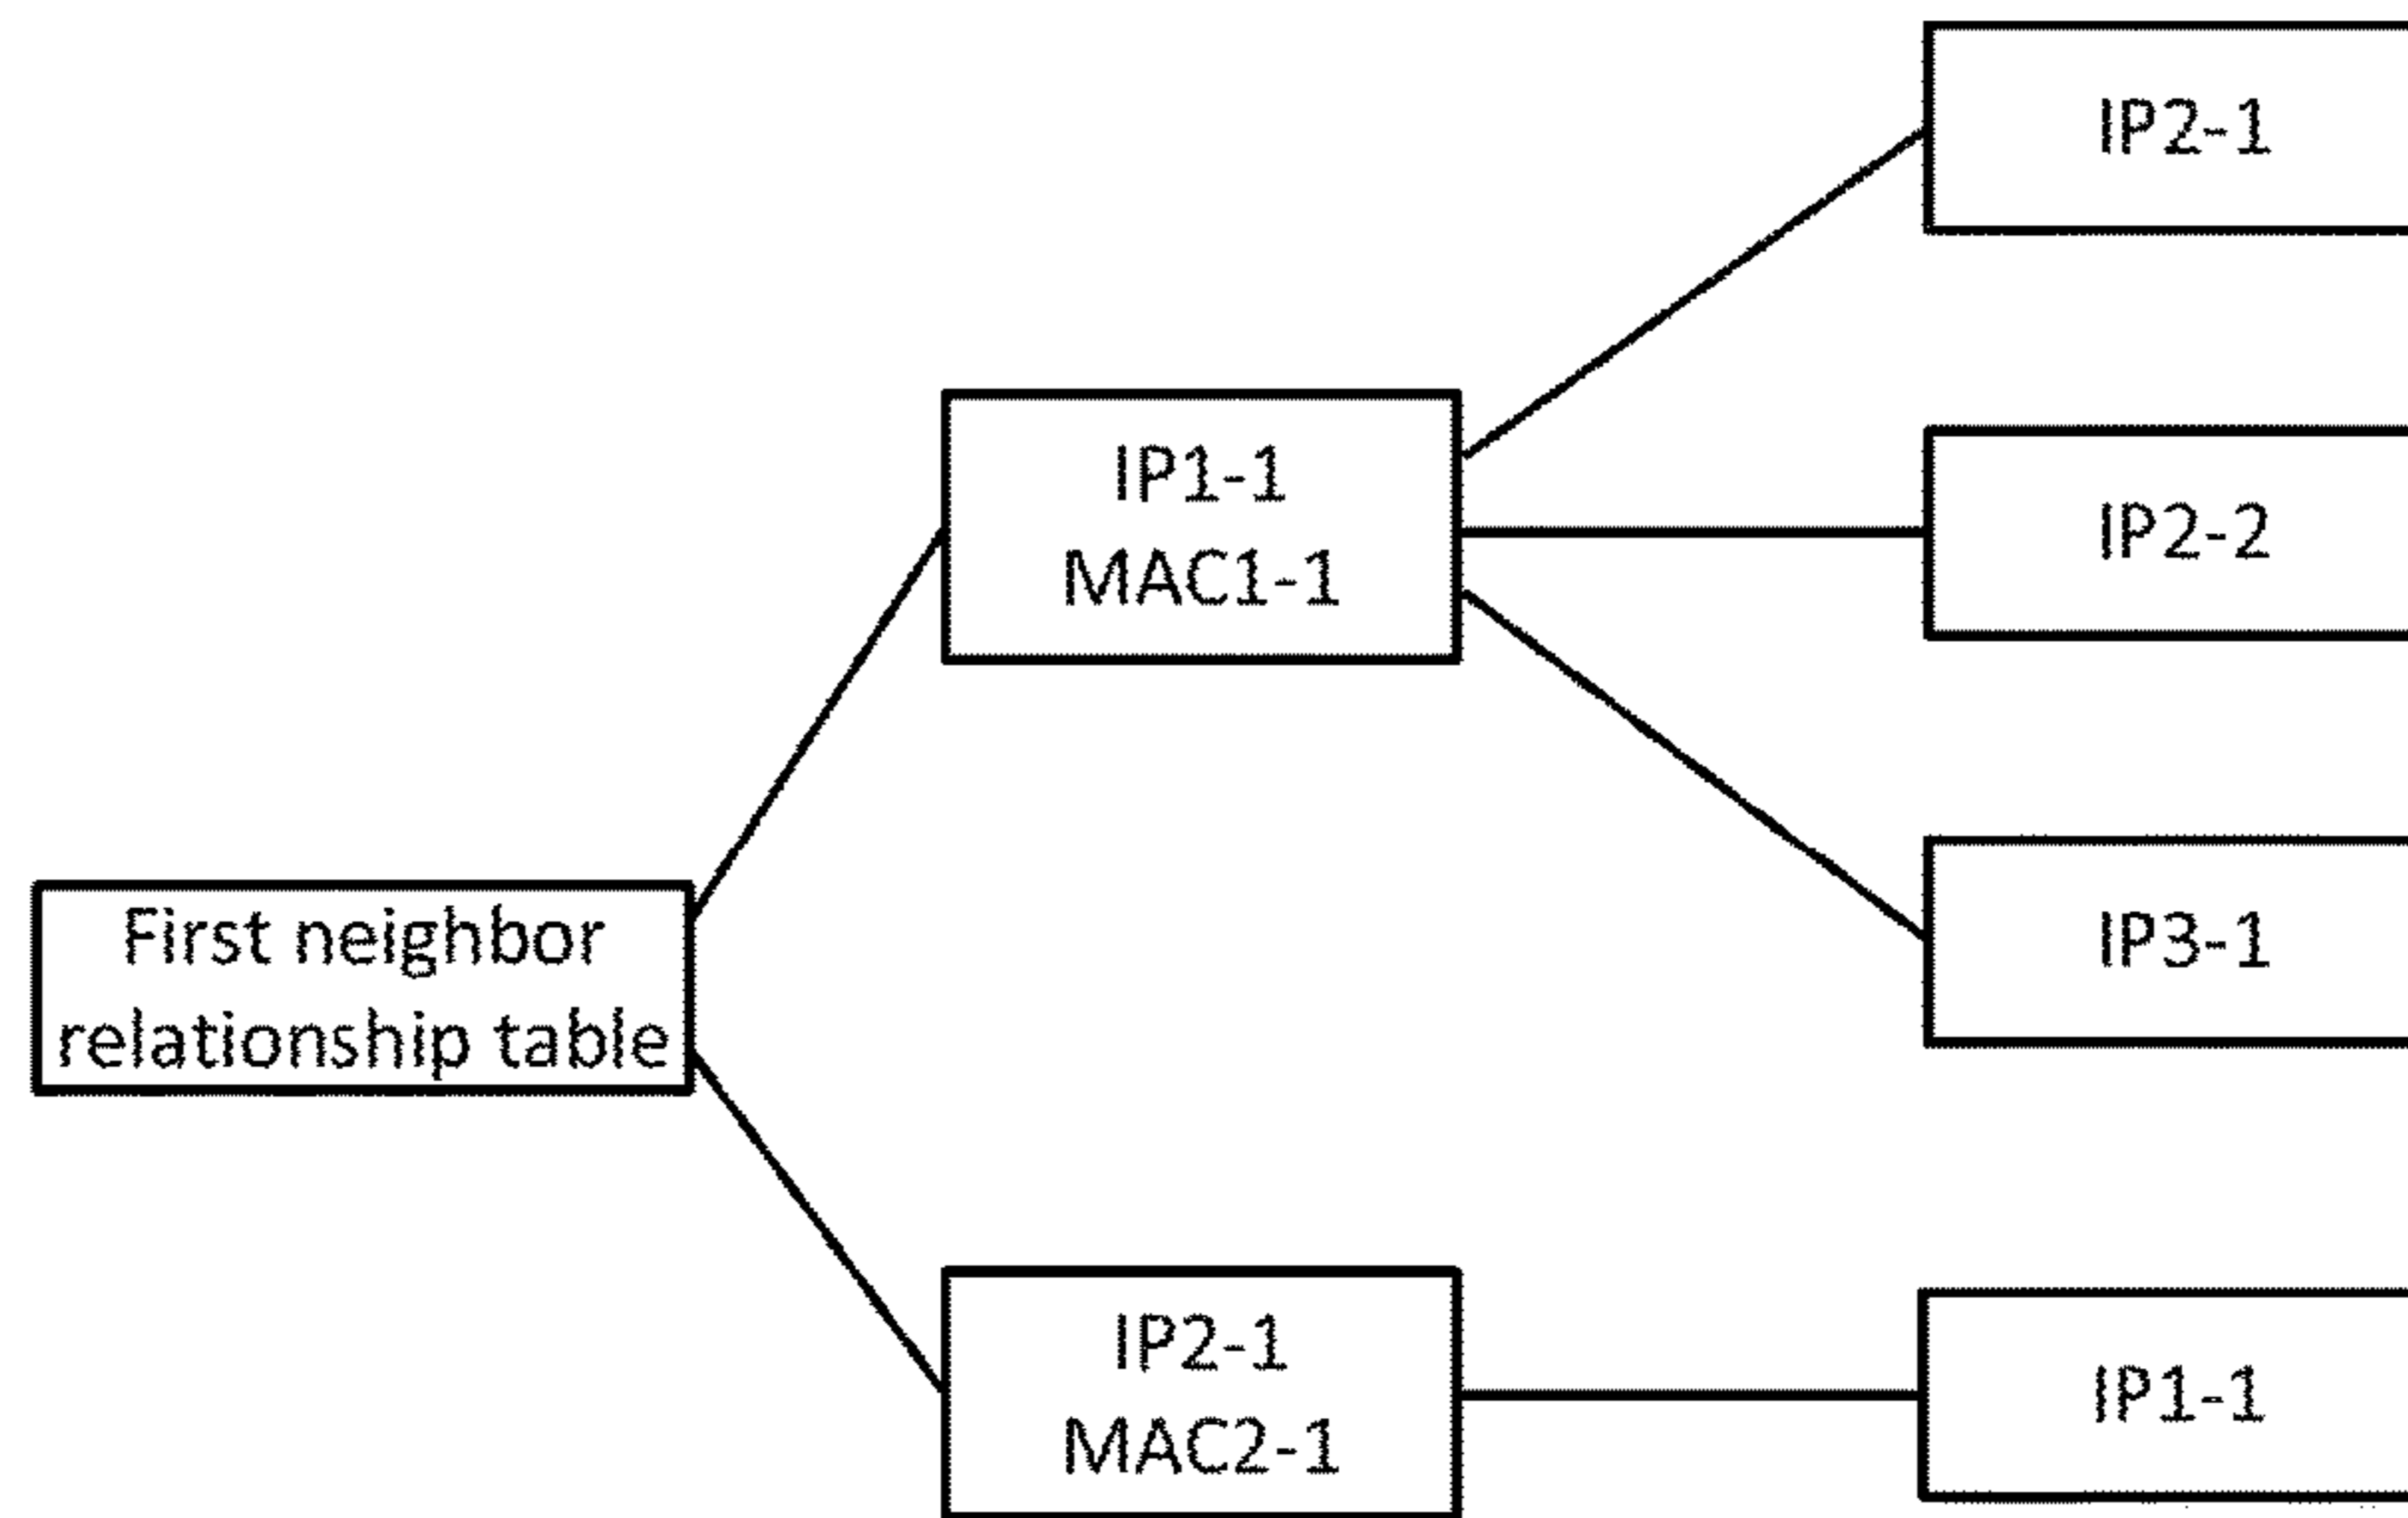 IP2-1
IP1-1
MAC1-1
IP2-2
IP3-1
First neighbor
relationship table
IP2-1
MAC2-1
IP1-1